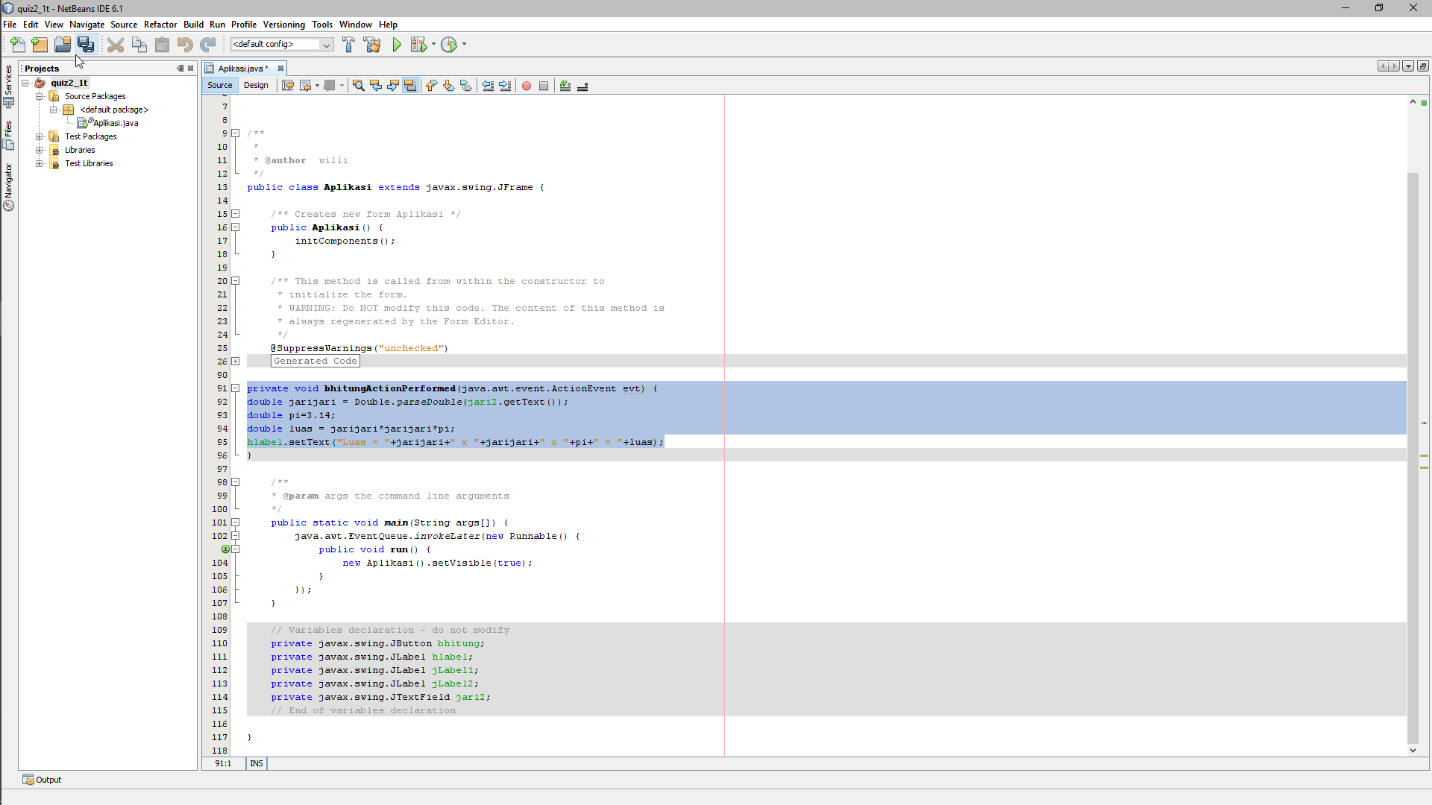 quiz2_1t - NetBeans IDE 6.1
File Edit View Navigate Source Refactor Build Run Profile Versioning Tools Window Help
<default config>
Services
Files
Navigator
Projects
quiz2_1t
Source Packages
<default package>
Aplikasi.java
Test Packages
Libraries
Test Libraries
Aplikasi.java *
Source Design
7
8
9 /**
10 *
11 * @author willi
12 */
13 public class Aplikasi extends javax.swing.JFrame {
14
15 /** Creates new form Aplikasi */
16 public Aplikasi() {
17 initComponents();
18 }
19
20 /** This method is called from within the constructor to
21 * initialize the form.
22 * WARNING: Do NOT modify this code. The content of this method is
23 * always regenerated by the Form Editor.
24 */
25 @SuppressWarnings("unchecked")
26 Generated Code
90
91 private void bhitungActionPerformed(java.awt.event.ActionEvent evt) {
92 double jarijari = Double.parseDouble(jari2.getText());
93 double pi=3.14;
94 double luas = jarijari*jarijari*pi;
95 hlabel.setText("Luas = "+jarijari+" x "+jarijari+" x "+pi+" = "+luas);
96 }
97
98 /**
99 * @param args the command line arguments
100 */
101 public static void main(String args[]) {
102 java.awt.EventQueue.invokeLater(new Runnable() {
public void run() {
104 new Aplikasi().setVisible(true);
105 }
106 });
107 }
108
109 // Variables declaration - do not modify
110 private javax.swing.JButton bhitung;
111 private javax.swing.JLabel hlabel;
112 private javax.swing.JLabel jLabel1;
113 private javax.swing.JLabel jLabel2;
114 private javax.swing.JTextField jari2;
115 // End of variables declaration
116
117 }
118
91:1 INS
Output